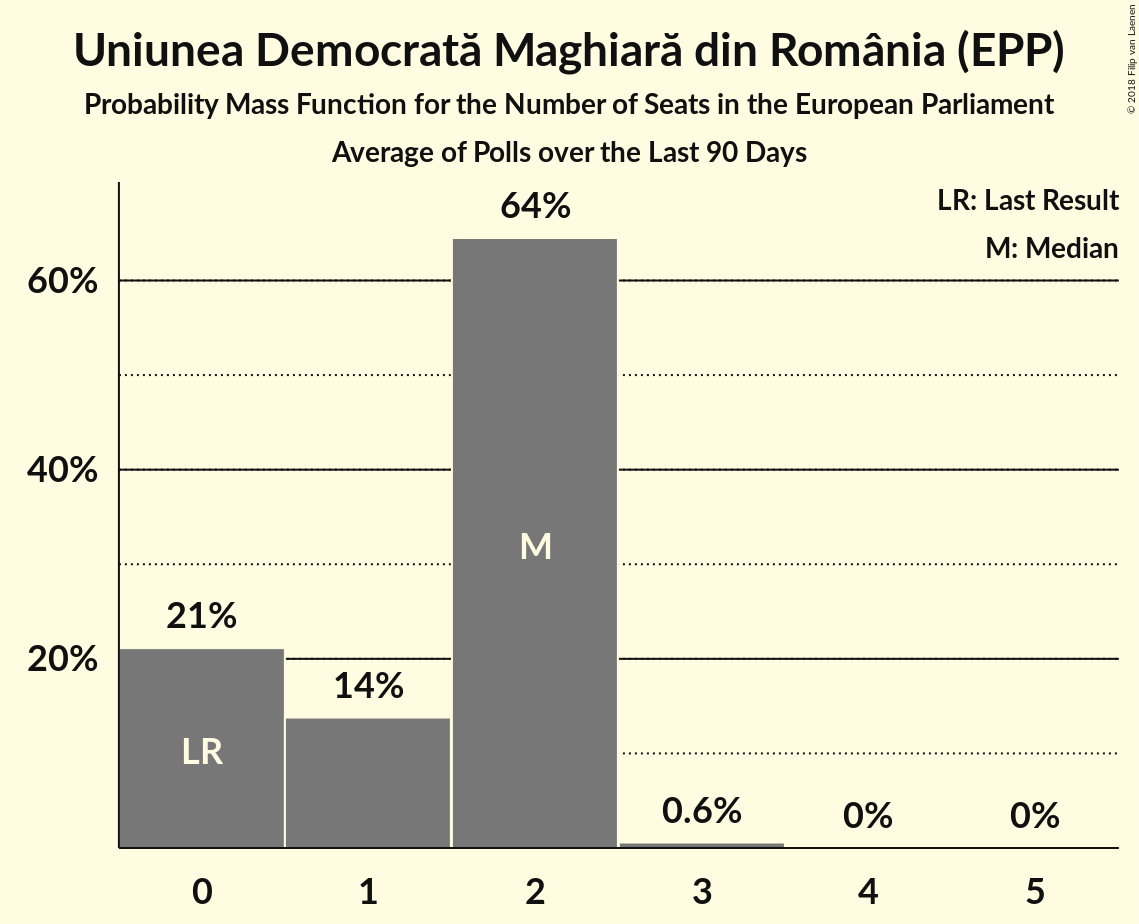 Uniunea Democrată Maghiară din România (EPP)
Probability Mass Function for the Number of Seats in the European Parliament
Average of Polls over the Last 90 Days
© 2018 Filip van Laenen
LR: Last Result
M: Median
64%
60%
40%
M
21%
20%
14%
LR
0.6%
0%
0%
0
1
2
3
4
5